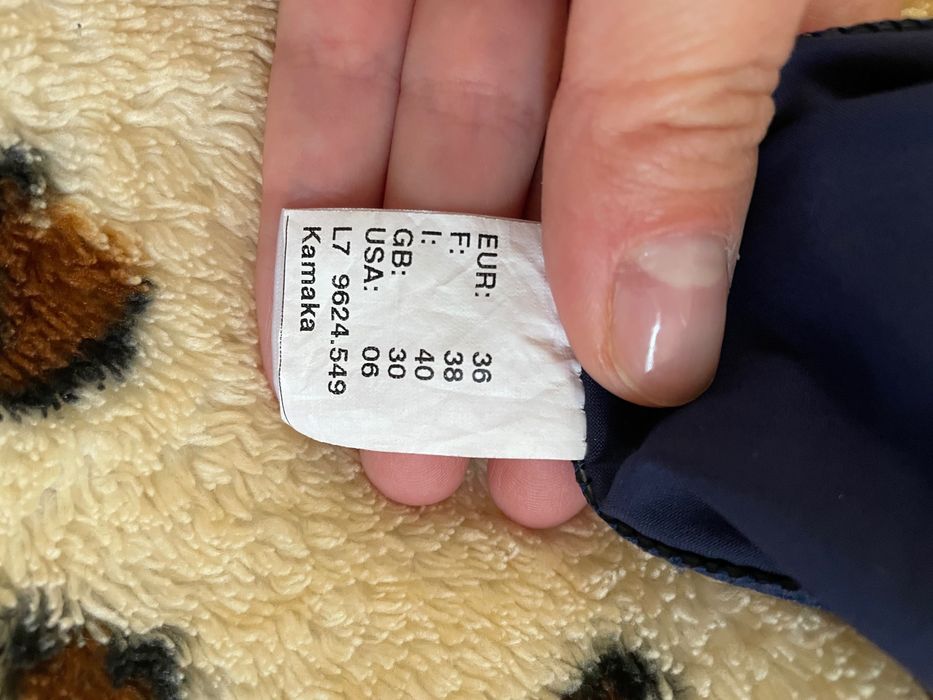 EUR: 36
F: 38
I: 40
GB: 30
USA: 06
L7 9624.549
Kamaka